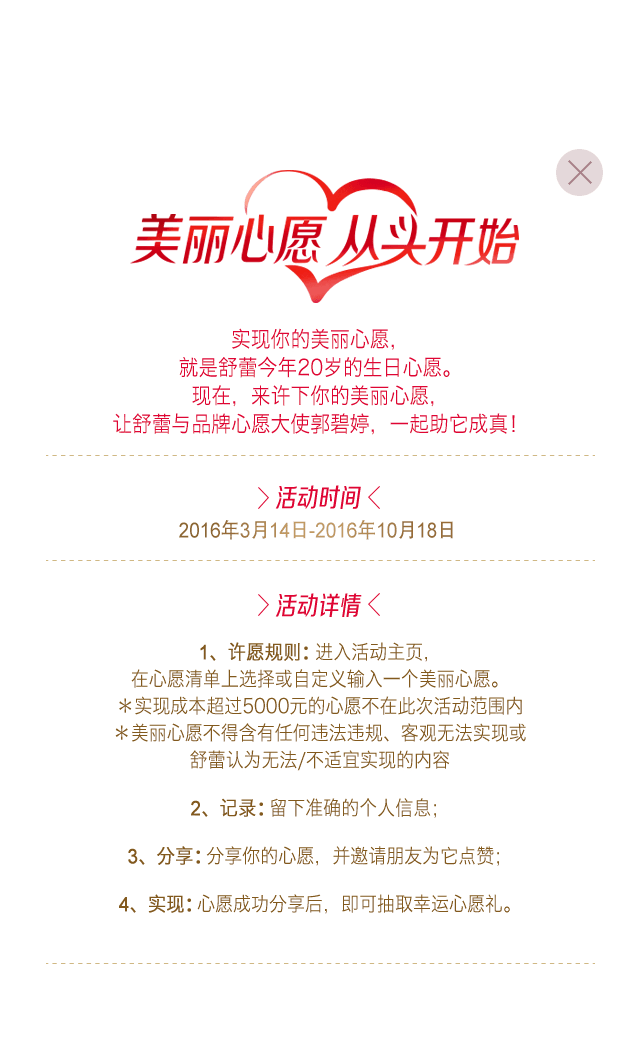 美丽心愿 从头开始
实现你的美丽心愿，
就是舒蕾今年20岁的生日心愿。
现在，来许下你的美丽心愿，
让舒蕾与品牌心愿大使郭碧婷，一起助它成真！
活动时间
2016年3月14日-2016年10月18日
活动详情
1、许愿规则：进入活动主页，
在心愿清单上选择或自定义输入一个美丽心愿。
＊实现成本超过5000元的心愿不在此次活动范围内
＊美丽心愿不得含有任何违法违规、客观无法实现或
舒蕾认为无法/不适宜实现的内容
2、记录：留下准确的个人信息；
3、分享：分享你的心愿，并邀请朋友为它点赞；
4、实现：心愿成功分享后，即可抽取幸运心愿礼。